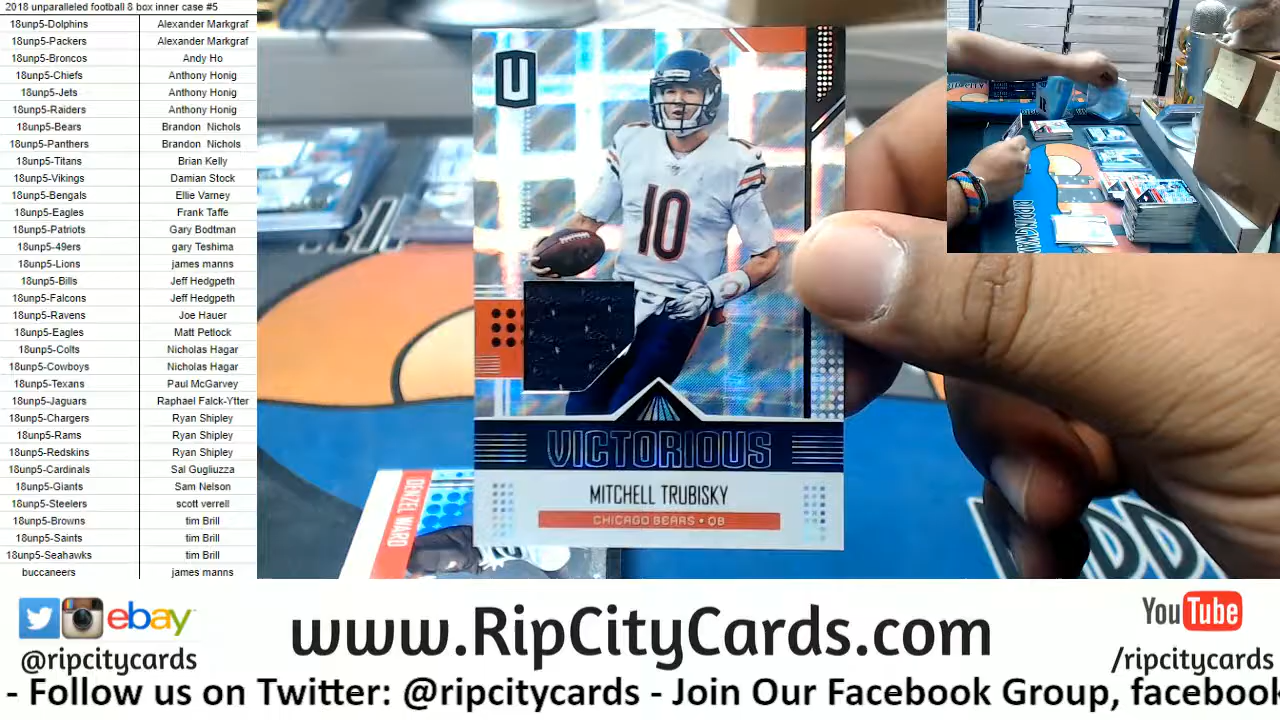 2018 unparalleled football 8 box inner case #5
18unp5-Dolphins Alexander Markgraf
18unp5-Packers Alexander Markgraf
18unp5-Broncos Andy Ho
18unp5-Chiefs Anthony Honig
18unp5-Jets Anthony Honig
18unp5-Raiders Anthony Honig
18unp5-Bears Brandon Nichols
18unp5-Panthers Brandon Nichols
18unp5-Titans Brian Kelly
18unp5-Vikings Damian Stock
18unp5-Bengals Ellie Varney
18unp5-Eagles Frank Taffe
18unp5-Patriots Gary Bodtman
18unp5-49ers gary Teshima
18unp5-Lions james manns
18unp5-Bills Jeff Hedgpeth
18unp5-Falcons Jeff Hedgpeth
18unp5-Ravens Joe Hauer
18unp5-Eagles Matt Petlock
18unp5-Colts Nicholas Hagar
18unp5-Cowboys Nicholas Hagar
18unp5-Texans Paul McGarvey
18unp5-Jaguars Raphael Falck-Ytter
18unp5-Chargers Ryan Shipley
18unp5-Rams Ryan Shipley
18unp5-Redskins Ryan Shipley
18unp5-Cardinals Sal Gugliuzza
18unp5-Giants Sam Nelson
18unp5-Steelers scott verrell
18unp5-Browns tim Brill
18unp5-Saints tim Brill
18unp5-Seahawks tim Brill
buccaneers james manns
U
10
VICTORIOUS
MITCHELL TRUBISKY
CHICAGO BEARS • QB
DENZEL WARD
ebay
@ripcitycards
www.RipCityCards.com
YouTube
/ripcitycards
- Follow us on Twitter: @ripcitycards - Join Our Facebook Group, facebook